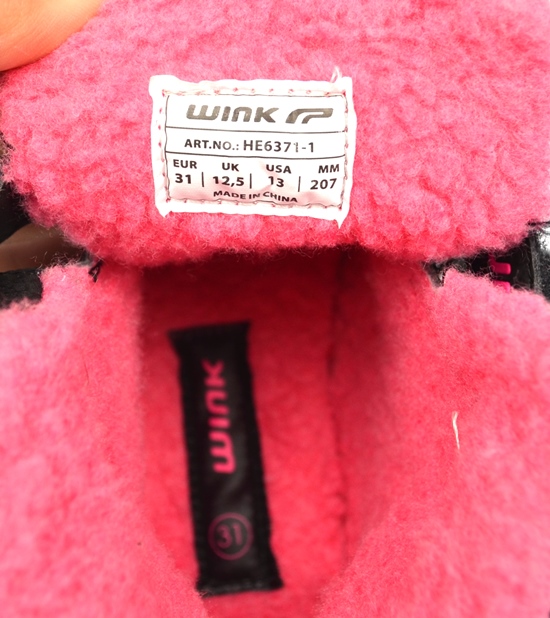 WINK
ART.NO.: HE6371-1
EUR UK USA MM
31 | 12,5 | 13 | 207
MADE IN CHINA
WINK
31